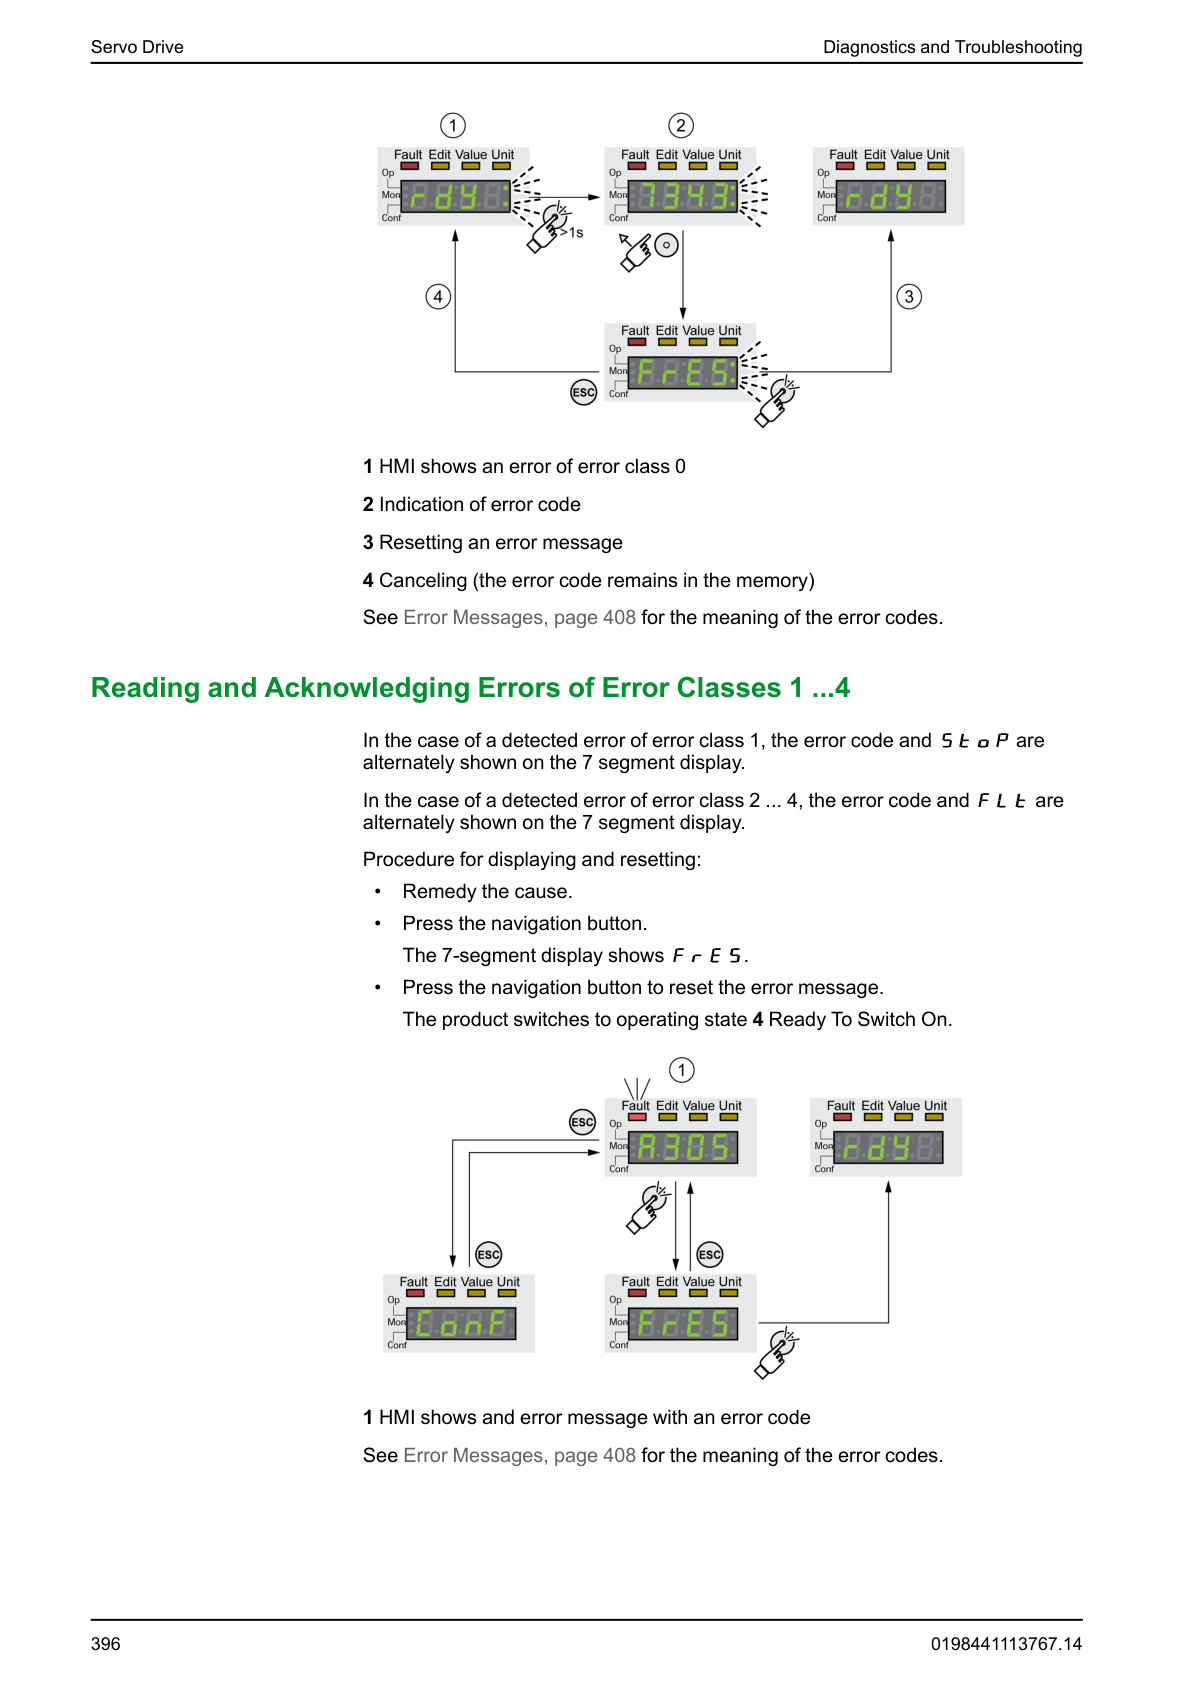 Servo Drive
Diagnostics and Troubleshooting
1
2
Fault Edit Value Unit
Op
Mon
Conf
rdy
>1s
Fault Edit Value Unit
Op
Mon
Conf
7343
Fault Edit Value Unit
Op
Mon
Conf
rdy
4
3
Fault Edit Value Unit
Op
Mon
Conf
FrES
ESC
1 HMI shows an error of error class 0
2 Indication of error code
3 Resetting an error message
4 Canceling (the error code remains in the memory)
See Error Messages, page 408 for the meaning of the error codes.
Reading and Acknowledging Errors of Error Classes 1 ...4
In the case of a detected error of error class 1, the error code and StoP are
alternately shown on the 7 segment display.
In the case of a detected error of error class 2 ... 4, the error code and FLt are
alternately shown on the 7 segment display.
Procedure for displaying and resetting:
• Remedy the cause.
• Press the navigation button.
The 7-segment display shows FrES.
• Press the navigation button to reset the error message.
The product switches to operating state 4 Ready To Switch On.
1
ESC
Fault Edit Value Unit
Op
Mon
Conf
A305
Fault Edit Value Unit
Op
Mon
Conf
rdy
ESC
ESC
Fault Edit Value Unit
Op
Mon
Conf
ConF
Fault Edit Value Unit
Op
Mon
Conf
FrES
1 HMI shows and error message with an error code
See Error Messages, page 408 for the meaning of the error codes.
396
0198441113767.14